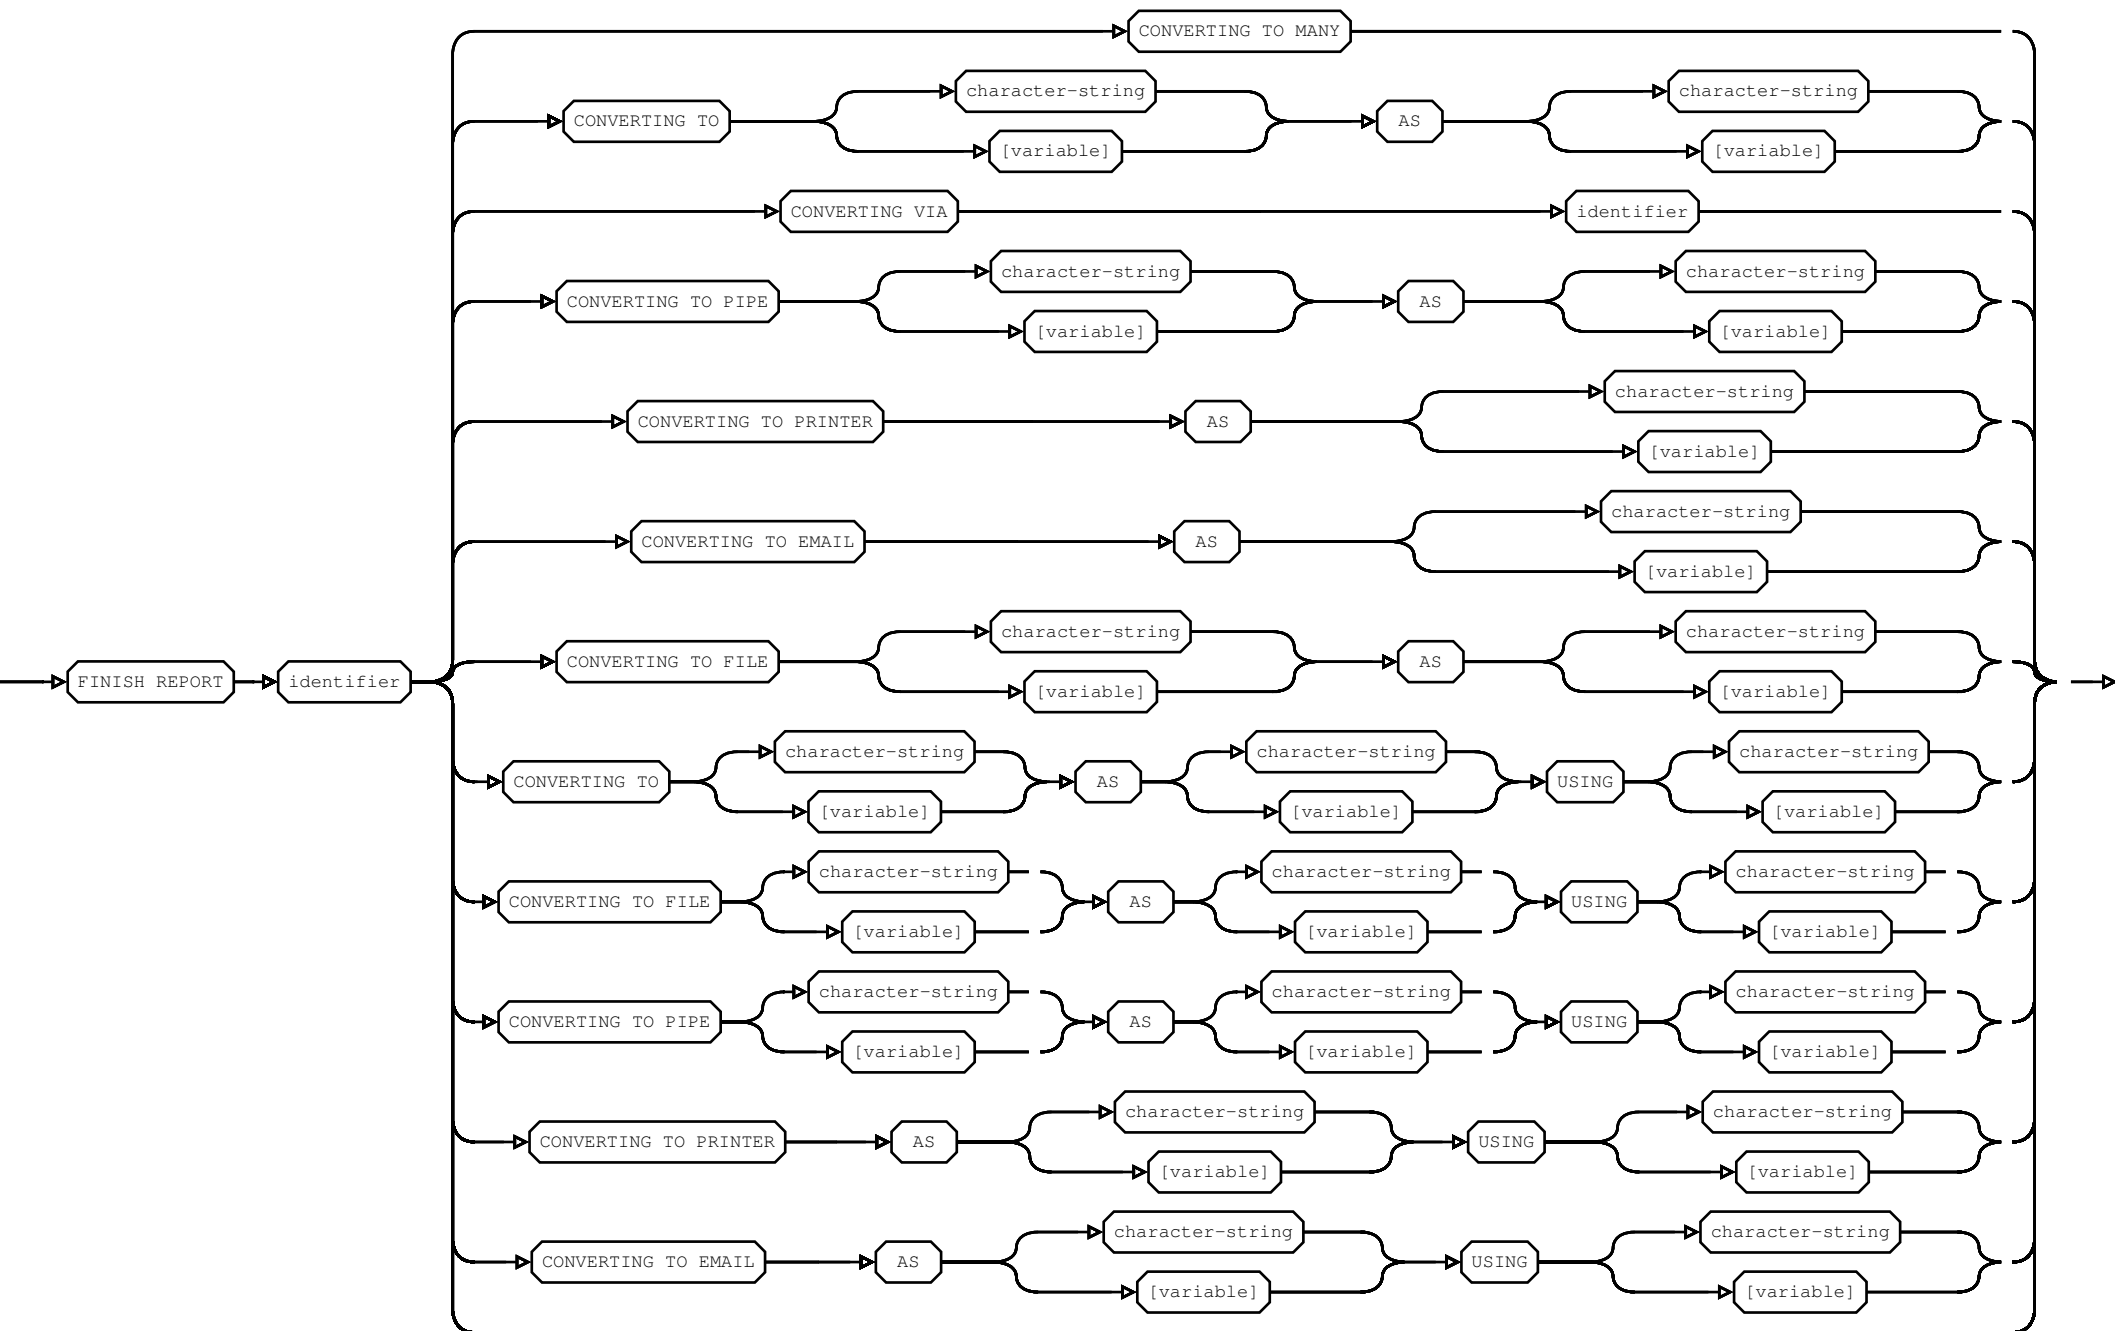 CONVERTING TO MANY
character-string character-string
CONVERTING TO AS
[variable] [variable]
CONVERTING VIA identifier
character-string character-string
CONVERTING TO PIPE AS
[variable] [variable]
character-string
CONVERTING TO PRINTER AS
[variable]
character-string
CONVERTING TO EMAIL AS
[variable]
character-string character-string
CONVERTING TO FILE AS
FINISH REPORT identifier [variable] [variable]
character-string character-string character-string
CONVERTING TO AS USING
[variable] [variable] [variable]
character-string character-string character-string
CONVERTING TO FILE AS USING
[variable] [variable] [variable]
character-string character-string character-string
CONVERTING TO PIPE AS USING
[variable] [variable] [variable]
character-string character-string
CONVERTING TO PRINTER AS USING
[variable] [variable]
character-string character-string
CONVERTING TO EMAIL AS USING
[variable] [variable]